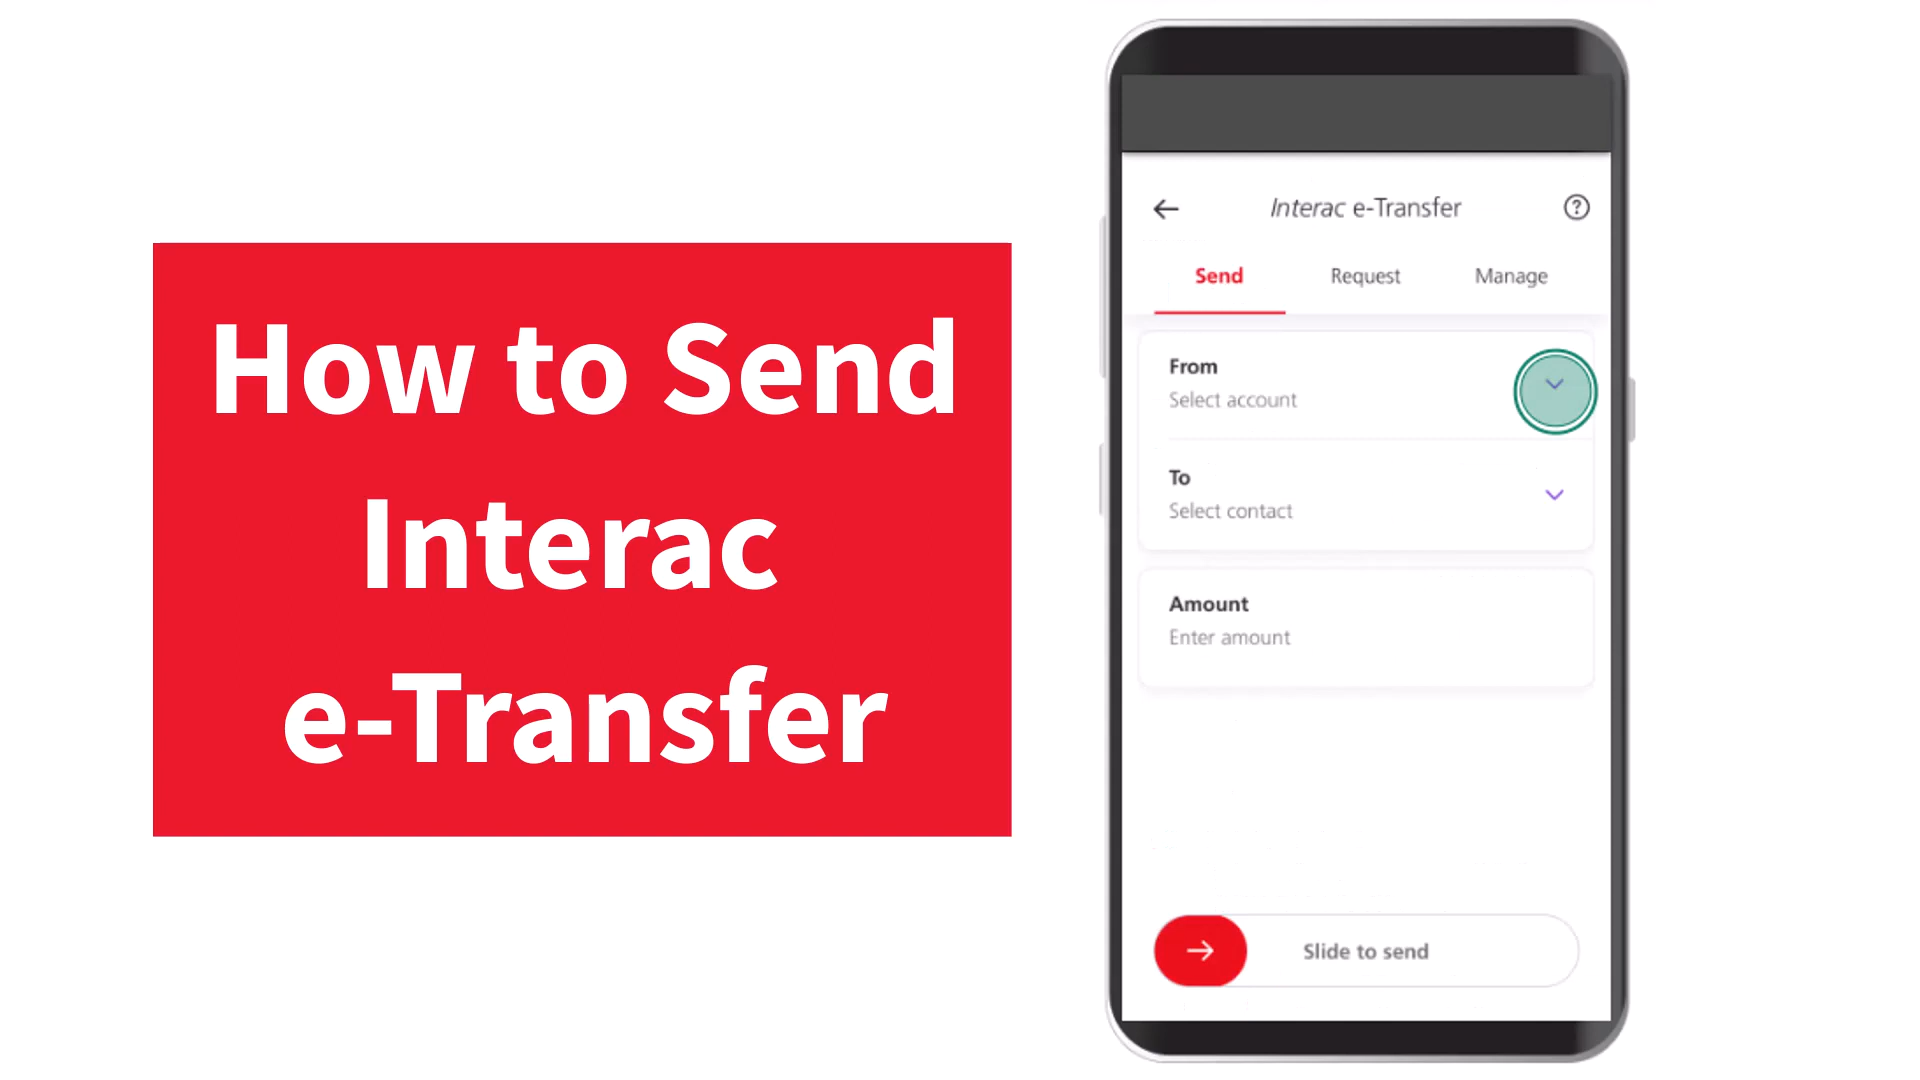 How to Send
Interac
e-Transfer
Interac e-Transfer
Send Request Manage
From
Select account
To
Select contact
Amount
Enter amount
Slide to send